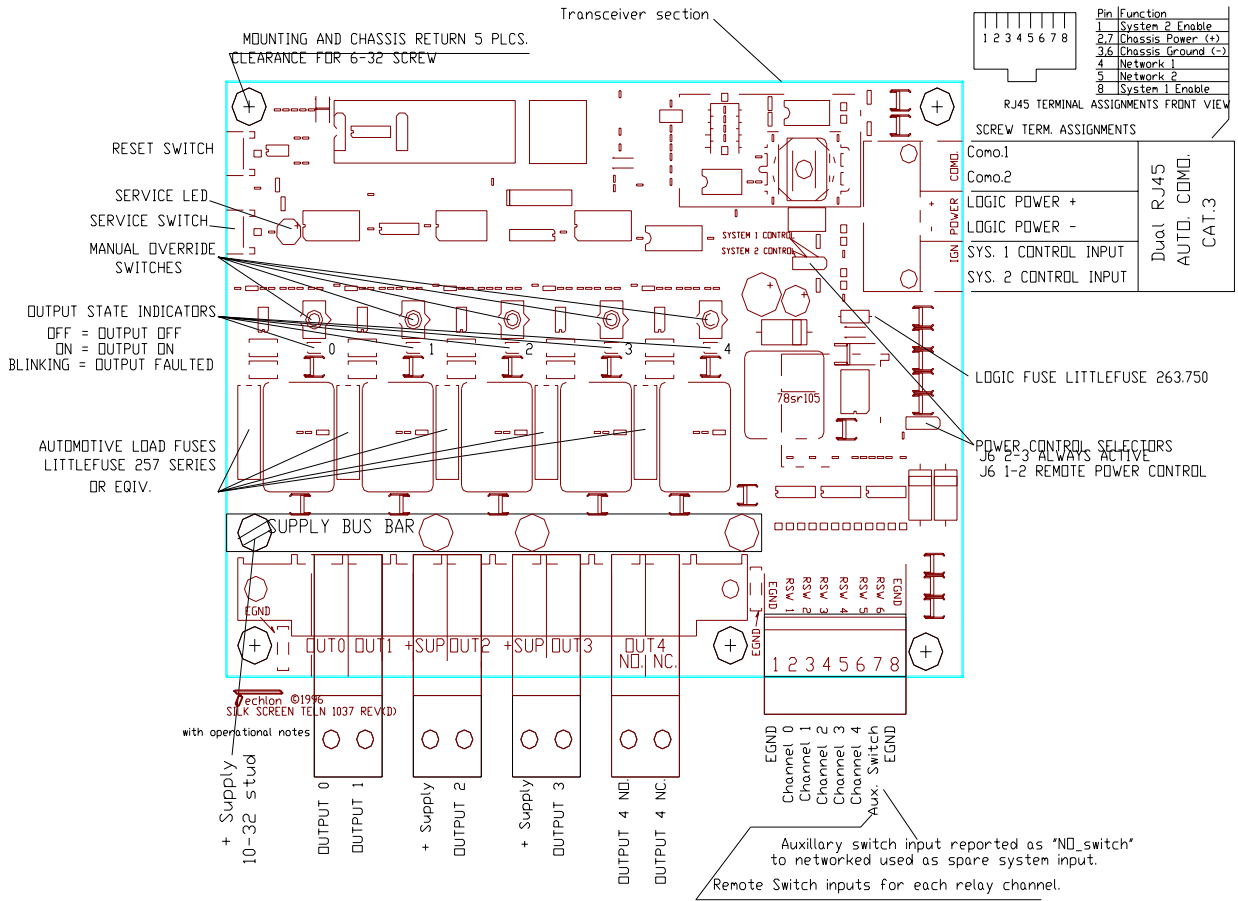 Transceiver section
MOUNTING AND CHASSIS RETURN 5 PLCS.
CLEARANCE FOR 6-32 SCREW
1 2 3 4 5 6 7 8
Pin Function
1 System 2 Enable
2,7 Chassis Power (+)
3,6 Chassis Ground (-)
4 Network 1
5 Network 2
8 System 1 Enable
RJ45 TERMINAL ASSIGNMENTS FRONT VIEW
SCREW TERM. ASSIGNMENTS
COMO.
Como.1
Como.2
+ POWER -
LOGIC POWER +
LOGIC POWER -
IGN
SYS. 1 CONTROL INPUT
SYS. 2 CONTROL INPUT
Dual RJ45
AUTO. COMO.
CAT.3
RESET SWITCH
SERVICE LED
SERVICE SWITCH
MANUAL OVERRIDE
SWITCHES
SYSTEM 1 CONTROL
SYSTEM 2 CONTROL
+
+
+
OUTPUT STATE INDICATORS
OFF = OUTPUT OFF
ON = OUTPUT ON
BLINKING = OUTPUT FAULTED
0 1 2 3 4
78sr105
LOGIC FUSE LITTLEFUSE 263.750
POWER CONTROL SELECTORS
J6 2-3 ALWAYS ACTIVE
J6 1-2 REMOTE POWER CONTROL
AUTOMOTIVE LOAD FUSES
LITTLEFUSE 257 SERIES
OR EQIV.
SUPPLY BUS BAR
EGND
EGND
EGND
RSW 1
RSW 2
RSW 3
RSW 4
RSW 5
RSW 6
EGND
OUT0 OUT1 +SUP OUT2 +SUP OUT3 OUT4
NO. NC.
1 2 3 4 5 6 7 8
Techlon ©1996
SILK SCREEN TELN 1037 REV(D)
with operational notes
+ Supply
10-32 stud
OUTPUT 0
OUTPUT 1
+ Supply
OUTPUT 2
+ Supply
OUTPUT 3
OUTPUT 4 NO.
OUTPUT 4 NC.
EGND
Channel 0
Channel 1
Channel 2
Channel 3
Channel 4
Aux. Switch
EGND
Auxillary switch input reported as "NO_switch"
to networked used as spare system input.
Remote Switch inputs for each relay channel.